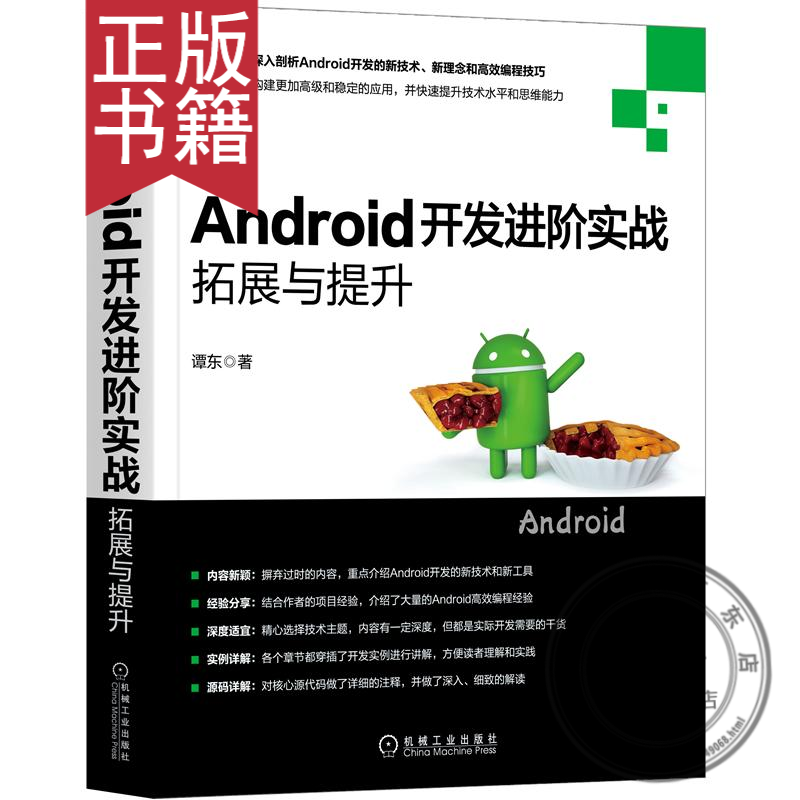 正版
书籍
深入剖析Android开发的新技术、新理念和高效编程技巧
构建更加高级和稳定的应用，并快速提升技术水平和思维能力
Android开发进阶实战
拓展与提升
谭东◎著
Android
内容新颖：摒弃过时的内容，重点介绍Android开发的新技术和新工具
经验分享：结合作者的项目经验，介绍了大量的Android高效编程经验
深度适宜：精心选择技术主题，内容有一定深度，但都是实际开发需要的干货
实例详解：各个章节都穿插了开发实例进行讲解，方便读者理解和实践
源码详解：对核心源代码做了详细的注释，并做了深入、细致的解读
机械工业出版社
China Machine Press
oid开发进阶实战
拓展与提升
机械工业出版社
China Machine Press
东店
店
9068.html